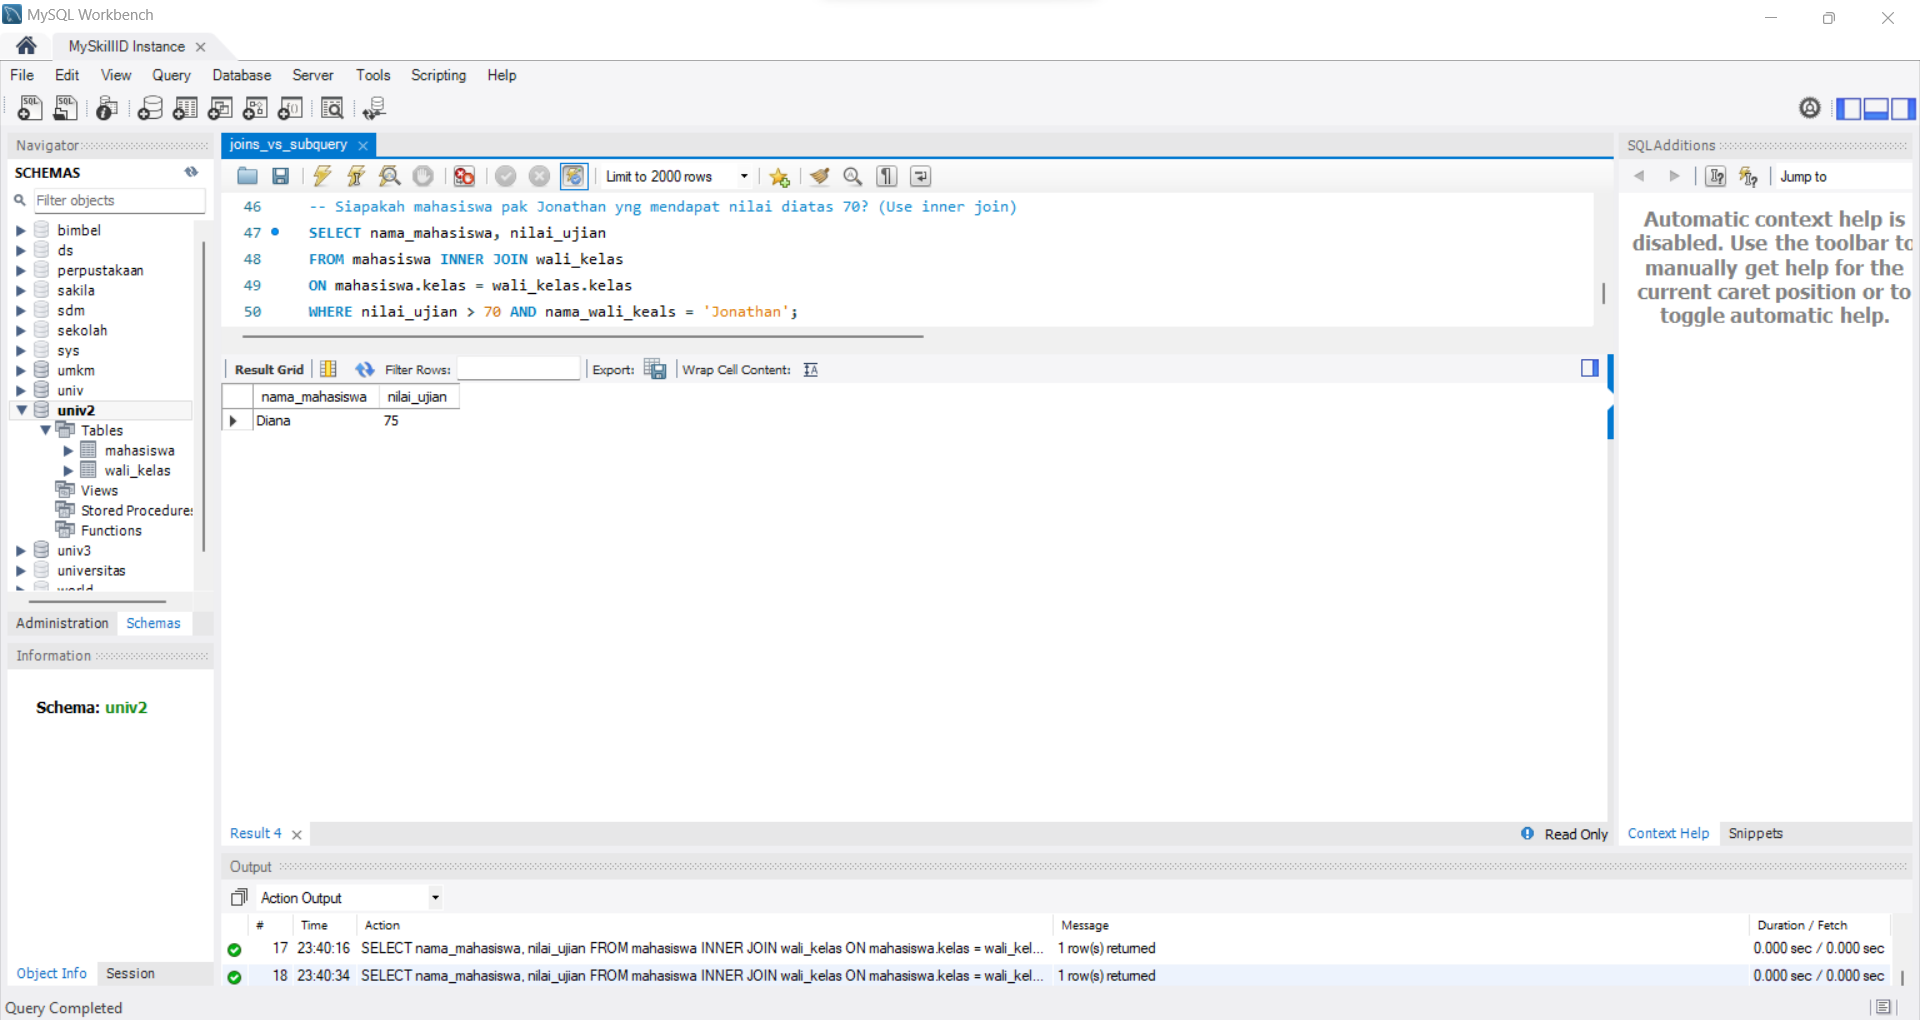 MySQL Workbench
MySkillID Instance
File Edit View Query Database Server Tools Scripting Help
Navigator
SCHEMAS
Filter objects
bimbel
ds
perpustakaan
sakila
sdm
sekolah
sys
umkm
univ
univ2
Tables
mahasiswa
wali_kelas
Views
Stored Procedures
Functions
univ3
universitas
world
Administration Schemas
Information
Schema: univ2
Object Info Session
Query Completed
joins_vs_subquery
Limit to 2000 rows
46 -- Siapakah mahasiswa pak Jonathan yng mendapat nilai diatas 70? (Use inner join)
47 SELECT nama_mahasiswa, nilai_ujian
48 FROM mahasiswa INNER JOIN wali_kelas
49 ON mahasiswa.kelas = wali_kelas.kelas
50 WHERE nilai_ujian > 70 AND nama_wali_keals = 'Jonathan';
Result Grid Filter Rows: Export: Wrap Cell Content:
nama_mahasiswa nilai_ujian
Diana 75
Result 4
Read Only
Output
Action Output
# Time Action Message Duration / Fetch
17 23:40:16 SELECT nama_mahasiswa, nilai_ujian FROM mahasiswa INNER JOIN wali_kelas ON mahasiswa.kelas = wali_kel... 1 row(s) returned 0.000 sec / 0.000 sec
18 23:40:34 SELECT nama_mahasiswa, nilai_ujian FROM mahasiswa INNER JOIN wali_kelas ON mahasiswa.kelas = wali_kel... 1 row(s) returned 0.000 sec / 0.000 sec
SQLAdditions
Jump to
Automatic context help is
disabled. Use the toolbar to
manually get help for the
current caret position or to
toggle automatic help.
Context Help Snippets